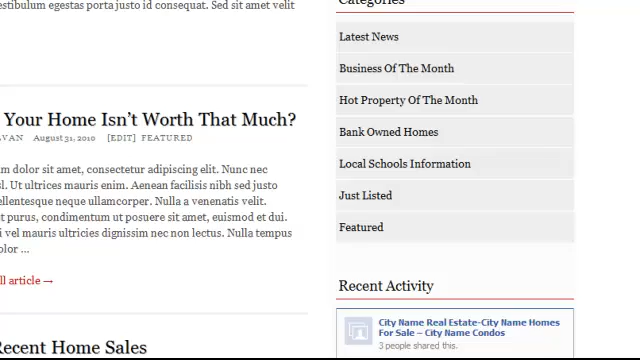 estibulum egestas porta justo id consequat. Sed sit amet velit
Categories
Latest News
Business Of The Month
Hot Property Of The Month
Bank Owned Homes
Local Schools Information
Just Listed
Featured
Your Home Isn't Worth That Much?
VAN August 31, 2010 [EDIT] FEATURED
m dolor sit amet, consectetur adipiscing elit. Nunc nec
sl. Ut ultrices mauris enim. Aenean facilisis nibh sed justo
ellentesque neque ullamcorper. Nulla a venenatis velit.
t purus, condimentum ut posuere sit amet, euismod et dui.
i vel mauris ultricies dignissim nec non lectus. Nulla tempus
olor ...
ll article →
Recent Home Sales
Recent Activity
City Name Real Estate-City Name Homes
For Sale – City Name Condos
3 people shared this.